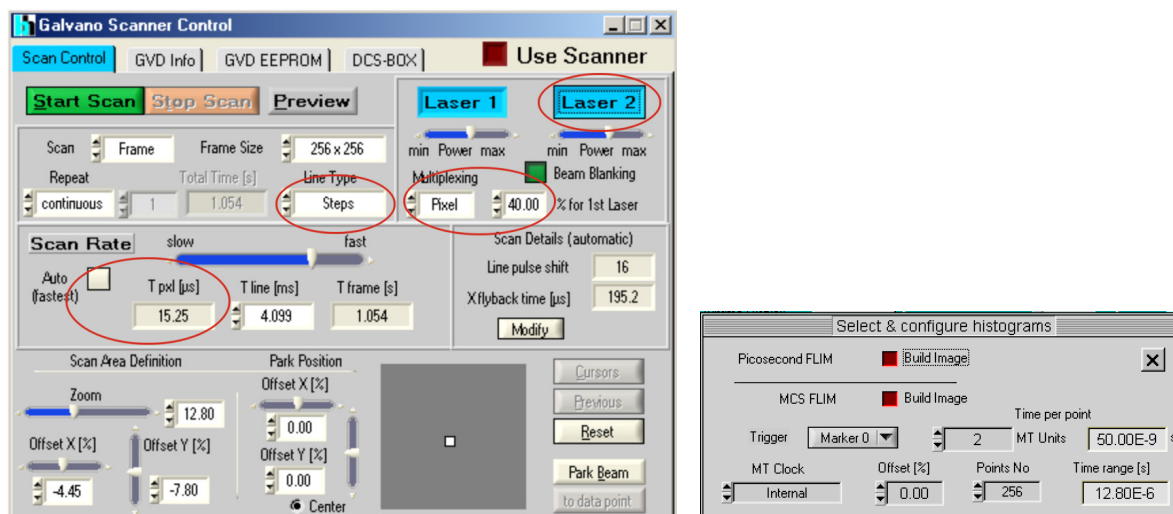 Galvano Scanner Control
Scan Control GVD Info GVD EEPROM DCS-BOX Use Scanner
Start Scan Stop Scan Preview Laser 1 Laser 2
min Power max min Power max
Scan Frame Frame Size 256 x 256
Multiplexing Beam Blanking
Repeat Total Time [s] Line Type
continuous 1 1.054 Steps
Pixel 40.00 % for 1st Laser
Scan Rate slow fast
Auto (fastest)
T pxl [µs] T line [ms] T frame [s]
15.25 4.099 1.054
Scan Details (automatic)
Line pulse shift 16
X flyback time [µs] 195.2
Modify
Scan Area Definition
Zoom 12.80
Offset X [%] Offset Y [%]
-4.45 -7.80
Park Position
Offset X [%]
0.00
Offset Y [%]
0.00
Center
Cursors
Previous
Reset
Park Beam
to data point
Select & configure histograms
Picosecond FLIM Build Image X
MCS FLIM Build Image
Time per point
Trigger Marker 0 2 MT Units 50.00E-9 s
MT Clock Offset [%] Points No Time range [s]
Internal 0.00 256 12.80E-6